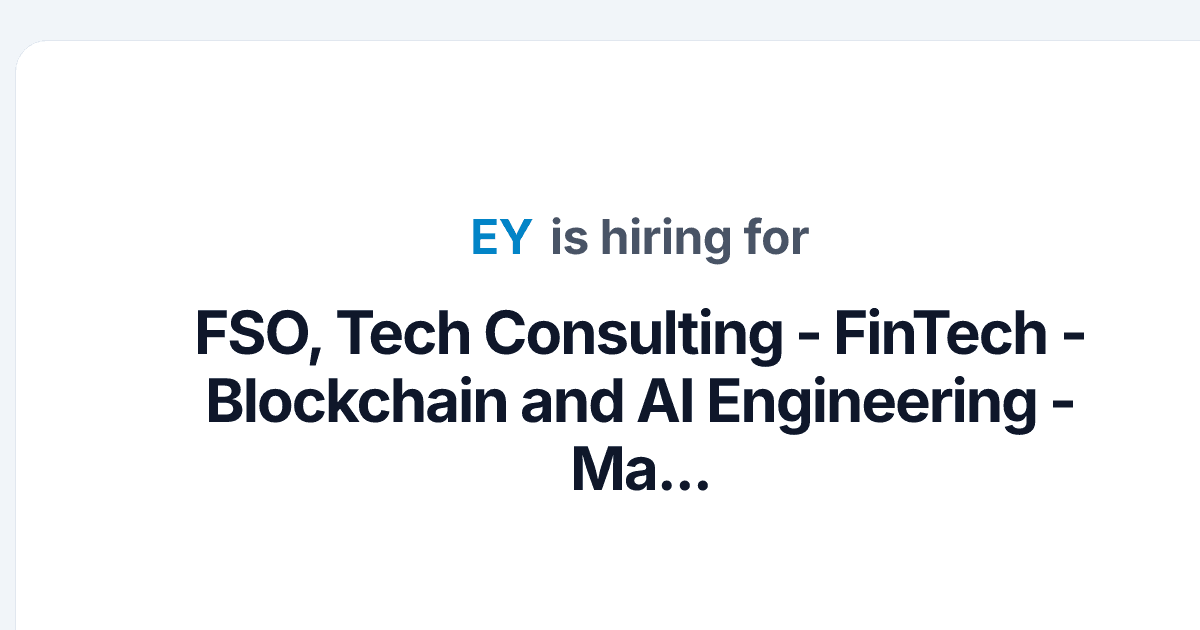 EY is hiring for
FSO, Tech Consulting - FinTech -
Blockchain and AI Engineering -
Ma...